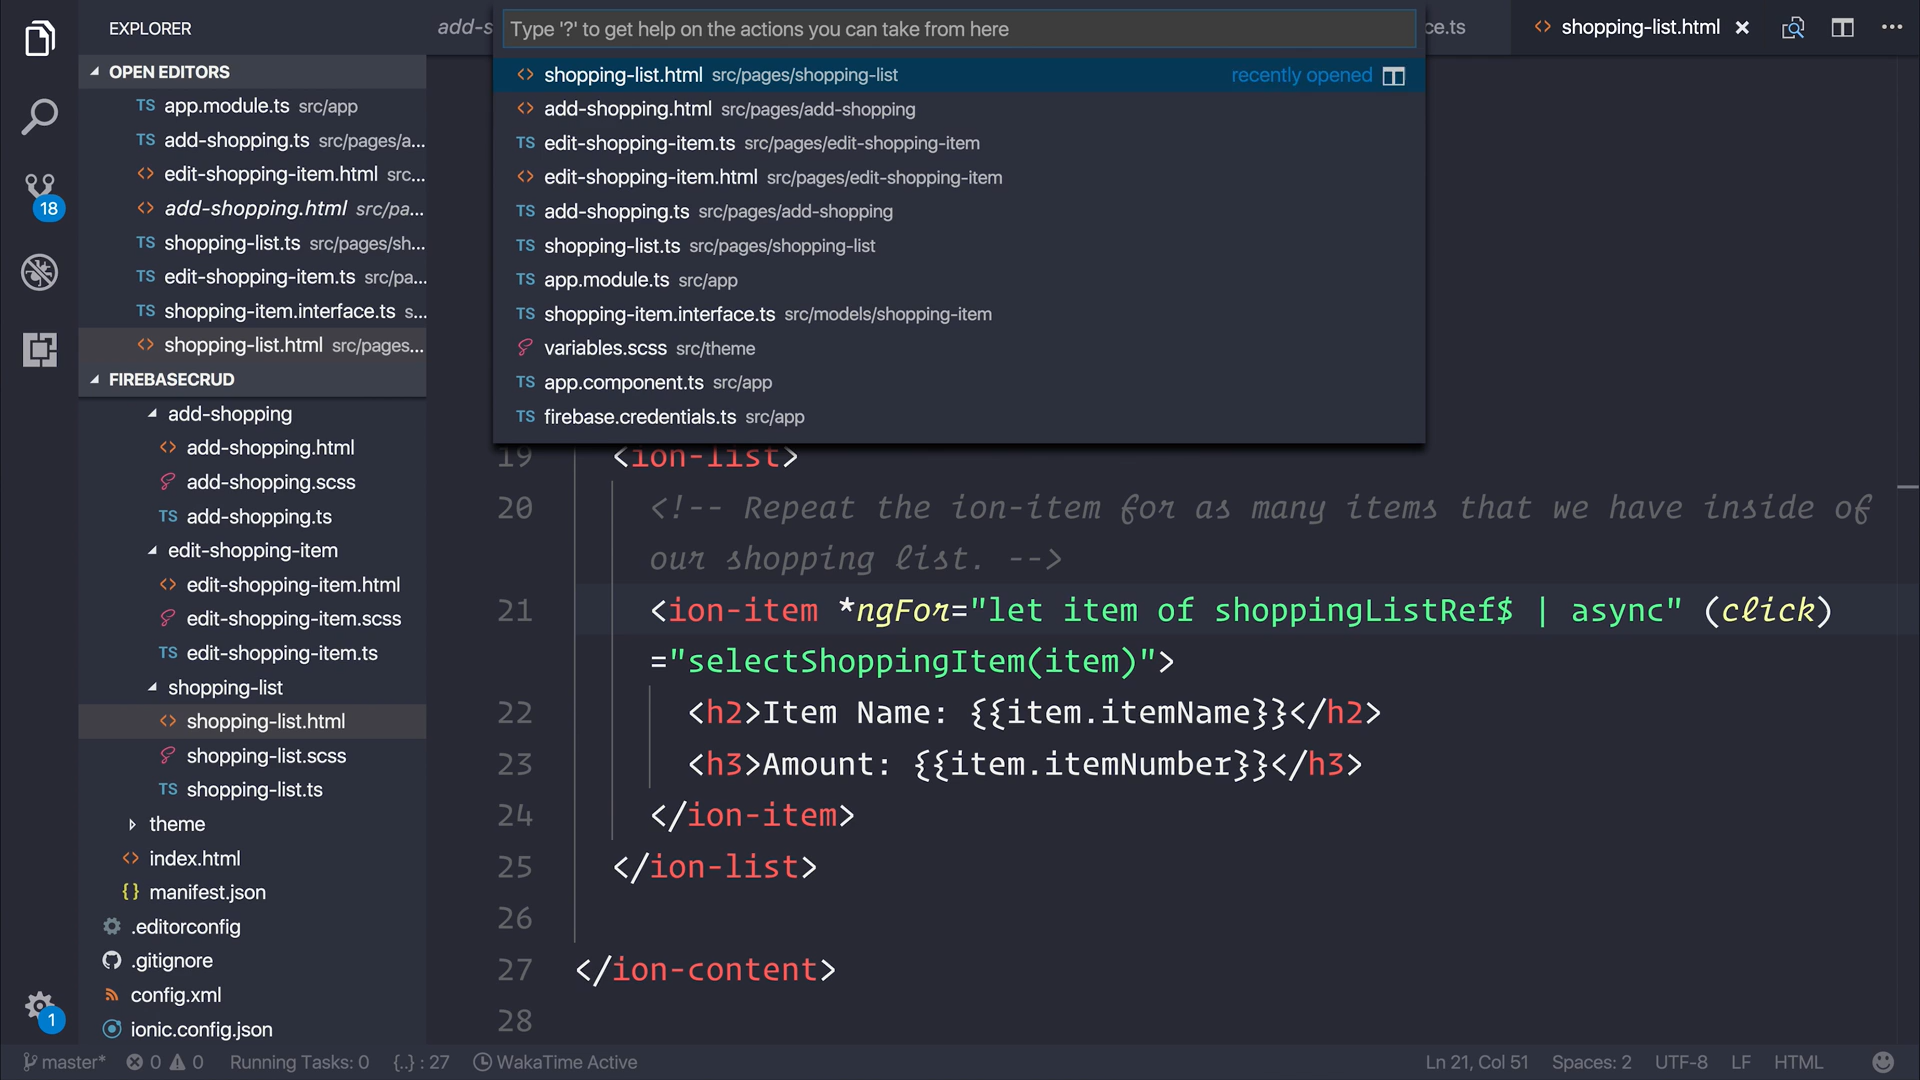 EXPLORER
OPEN EDITORS
TS app.module.ts src/app
TS add-shopping.ts src/pages/a...
<> edit-shopping-item.html src...
<> add-shopping.html src/pa...
TS shopping-list.ts src/pages/sh...
TS edit-shopping-item.ts src/pa...
TS shopping-item.interface.ts s...
<> shopping-list.html src/pages...
FIREBASECRUD
add-shopping
<> add-shopping.html
add-shopping.scss
TS add-shopping.ts
edit-shopping-item
<> edit-shopping-item.html
edit-shopping-item.scss
TS edit-shopping-item.ts
shopping-list
<> shopping-list.html
shopping-list.scss
TS shopping-list.ts
theme
<> index.html
{} manifest.json
.editorconfig
.gitignore
config.xml
ionic.config.json
18
1
add-s
ce.ts
<> shopping-list.html
Type '?' to get help on the actions you can take from here
<> shopping-list.html src/pages/shopping-list recently opened
<> add-shopping.html src/pages/add-shopping
TS edit-shopping-item.ts src/pages/edit-shopping-item
<> edit-shopping-item.html src/pages/edit-shopping-item
TS add-shopping.ts src/pages/add-shopping
TS shopping-list.ts src/pages/shopping-list
TS app.module.ts src/app
TS shopping-item.interface.ts src/models/shopping-item
variables.scss src/theme
TS app.component.ts src/app
TS firebase.credentials.ts src/app
19 <ion-list>
20 <!-- Repeat the ion-item for as many items that we have inside of
our shopping list. -->
21 <ion-item *ngFor="let item of shoppingListRef$ | async" (click)
="selectShoppingItem(item)">
22 <h2>Item Name: {{item.itemName}}</h2>
23 <h3>Amount: {{item.itemNumber}}</h3>
24 </ion-item>
25 </ion-list>
26
27 </ion-content>
28
master* 0 0 Running Tasks: 0 {..} : 27 WakaTime Active Ln 21, Col 51 Spaces: 2 UTF-8 LF HTML